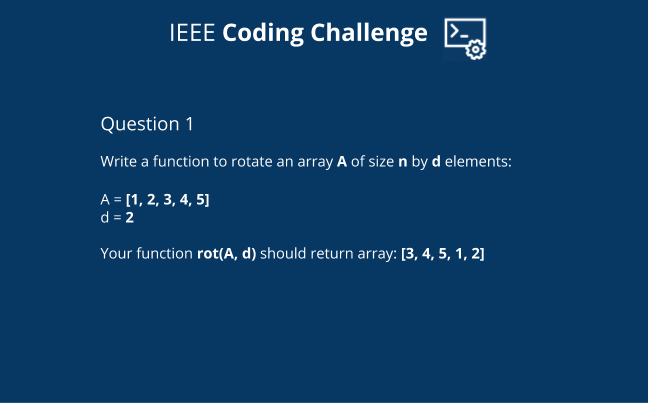 IEEE Coding Challenge
Question 1
Write a function to rotate an array A of size n by d elements:
A = [1, 2, 3, 4, 5]
d = 2
Your function rot(A, d) should return array: [3, 4, 5, 1, 2]